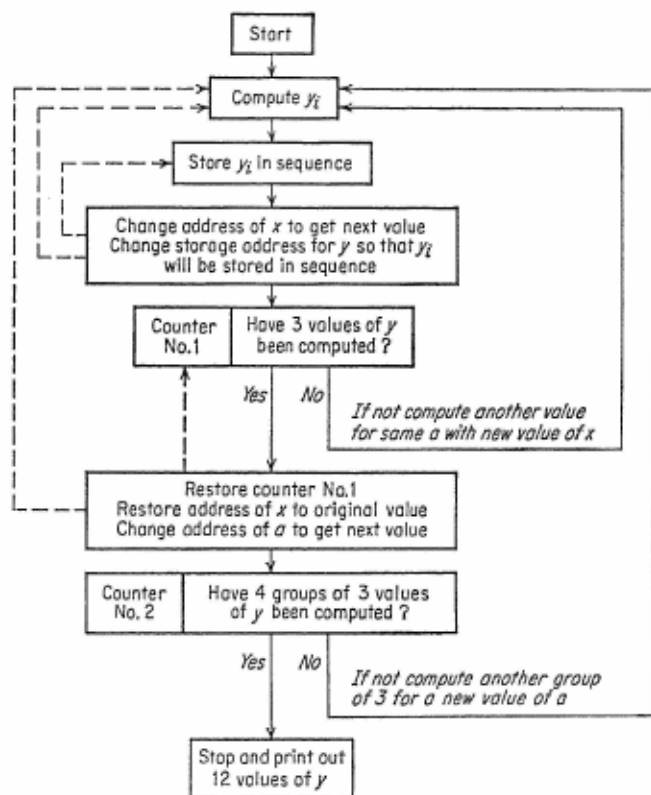 Start
Compute yᵢ
Store yᵢ in sequence
Change address of x to get next value
Change storage address for y so that yᵢ
will be stored in sequence
Counter
No.1
Have 3 values of y
been computed ?
Yes
No
If not compute another value
for same a with new value of x
Restore counter No.1
Restore address of x to original value
Change address of a to get next value
Counter
No. 2
Have 4 groups of 3 values
of y been computed ?
Yes
No
If not compute another group
of 3 for a new value of a
Stop and print out
12 values of y